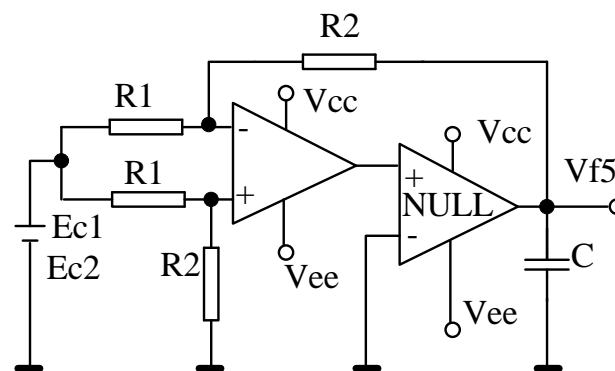 R2
R1
Vcc
-
Vcc
R1
+
+
NULL
Vf5
Ec1
-
Ec2
R2
Vee
C
Vee